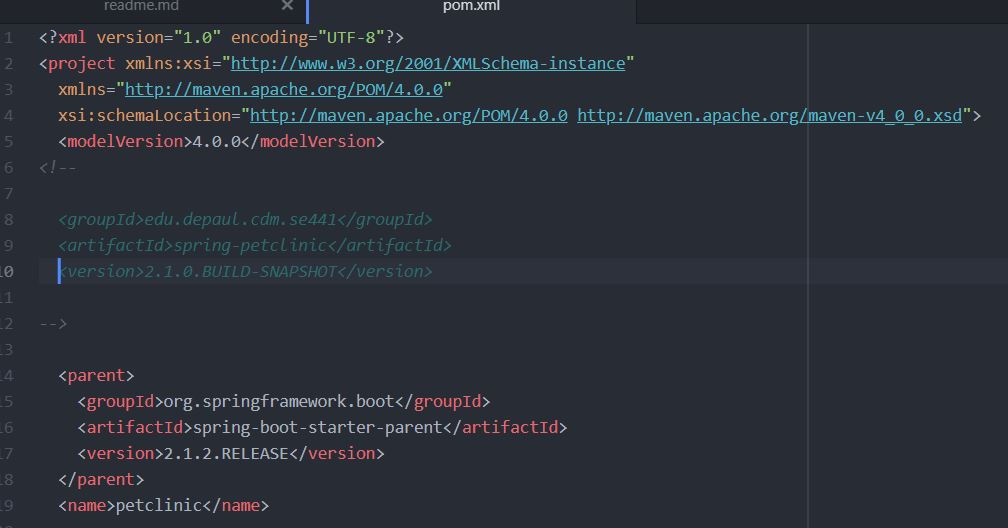 readme.md × pom.xml
1 <?xml version="1.0" encoding="UTF-8"?>
2 <project xmlns:xsi="http://www.w3.org/2001/XMLSchema-instance"
3 xmlns="http://maven.apache.org/POM/4.0.0"
4 xsi:schemaLocation="http://maven.apache.org/POM/4.0.0 http://maven.apache.org/maven-v4_0_0.xsd">
5 <modelVersion>4.0.0</modelVersion>
6 <!--
7
8 <groupId>edu.depaul.cdm.se441</groupId>
9 <artifactId>spring-petclinic</artifactId>
10 <version>2.1.0.BUILD-SNAPSHOT</version>
11
12 -->
13
14 <parent>
15 <groupId>org.springframework.boot</groupId>
16 <artifactId>spring-boot-starter-parent</artifactId>
17 <version>2.1.2.RELEASE</version>
18 </parent>
19 <name>petclinic</name>